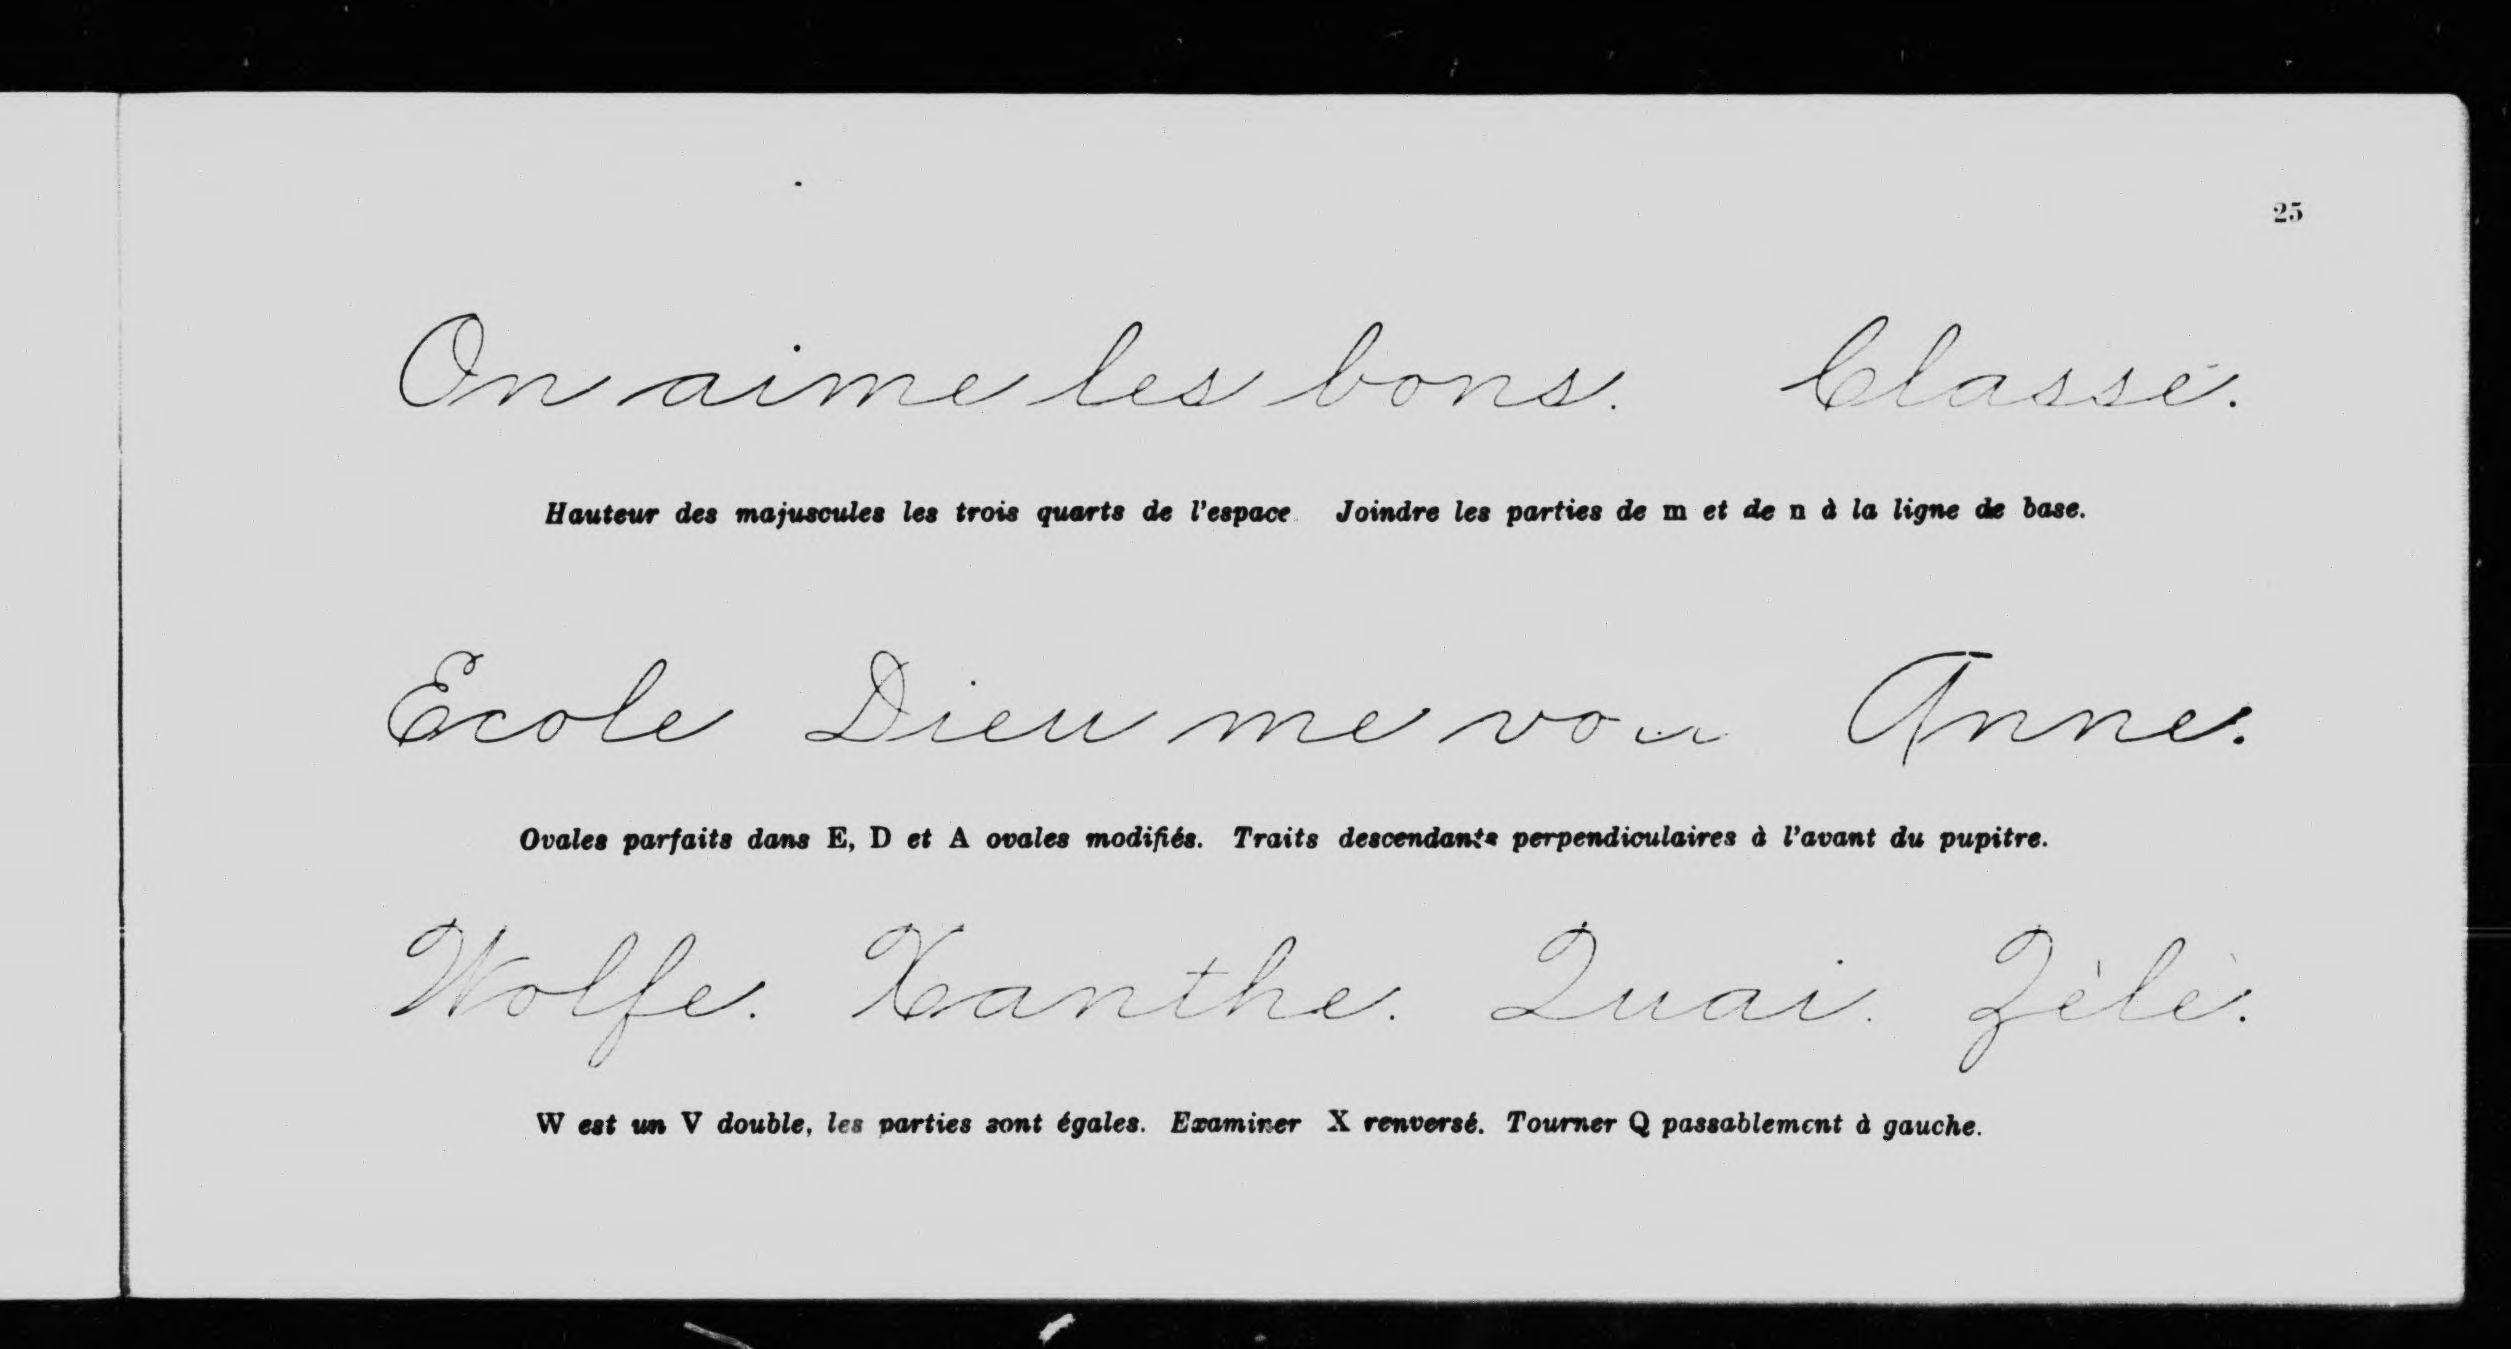 25
On aime les bons. Classé.
Hauteur des majuscules les trois quarts de l'espace. Joindre les parties de m et de n à la ligne de base.
Ecole Dieu me voit Anne.
Ovales parfaits dans E, D et A ovales modifiés. Traits descendants perpendiculaires à l'avant du pupitre.
Wolfe. Xanthe. Quai. Zèlé.
W est un V double, les parties sont égales. Examiner X renversé. Tourner Q passablement à gauche.